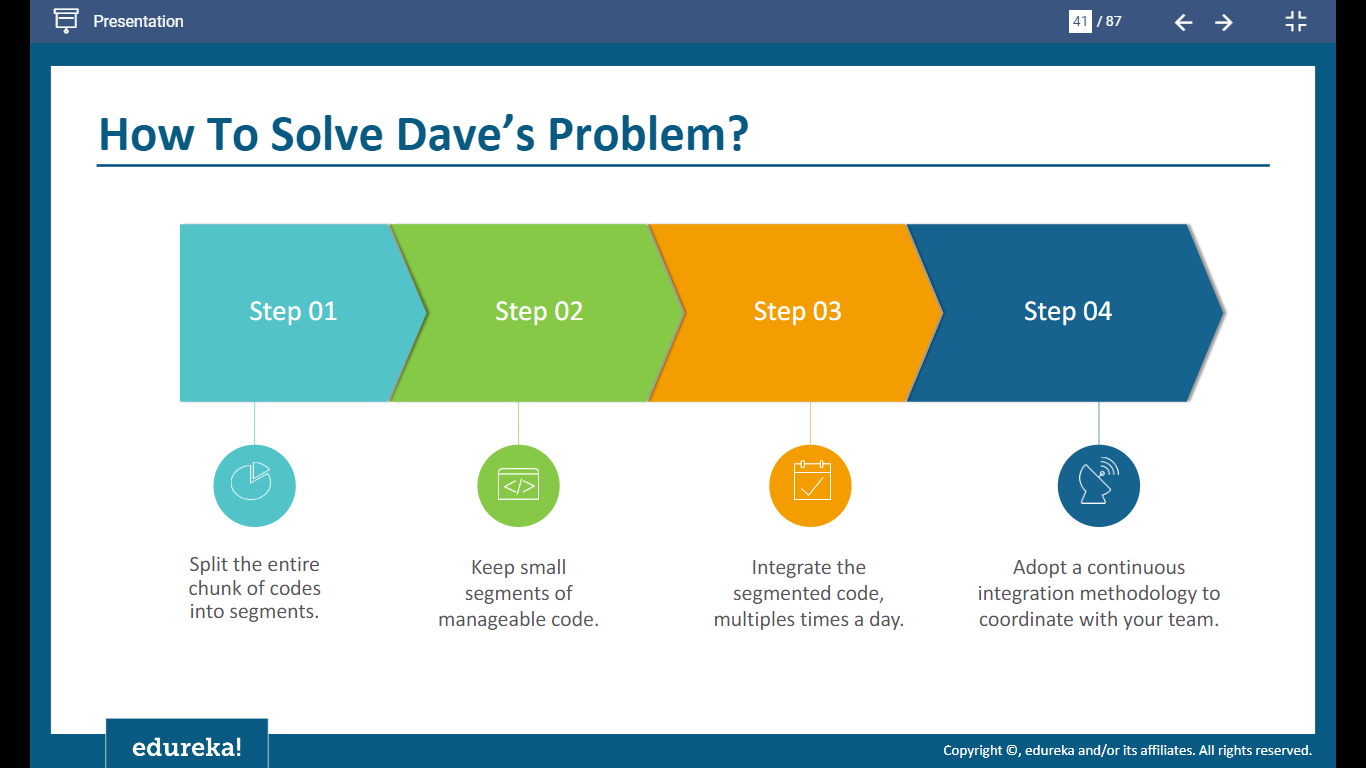 Presentation
41 / 87
How To Solve Dave’s Problem?
Step 01
Step 02
Step 03
Step 04
</>
Split the entire
chunk of codes
into segments.
Keep small
segments of
manageable code.
Integrate the
segmented code,
multiples times a day.
Adopt a continuous
integration methodology to
coordinate with your team.
edureka!
Copyright ©, edureka and/or its affiliates. All rights reserved.